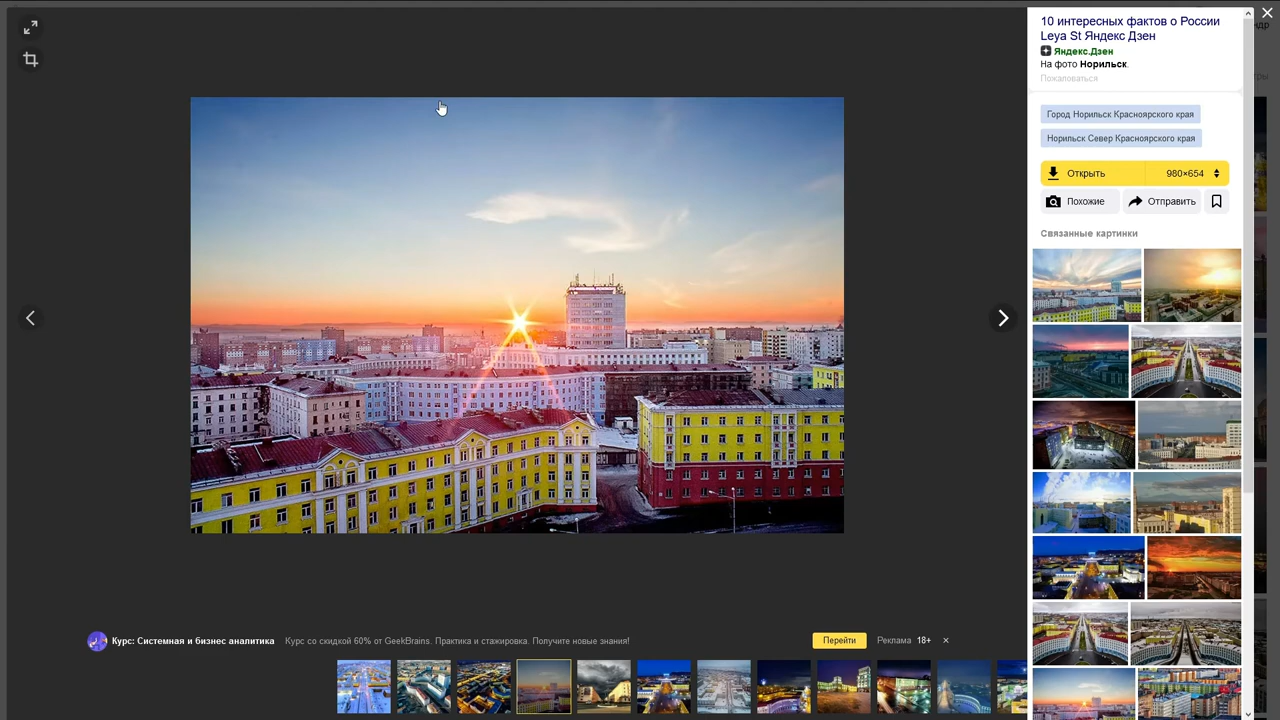 10 интересных фактов о России
Leya St Яндекс Дзен
Яндекс.Дзен
На фото Норильск.
Пожаловаться
Город Норильск Красноярского края
Норильск Север Красноярского края
Открыть 980×654
Похожие Отправить
Связанные картинки
Курс: Системная и бизнес аналитика Курс со скидкой 60% от GeekBrains. Практика и стажировка. Получите новые знания! Перейти Реклама 18+